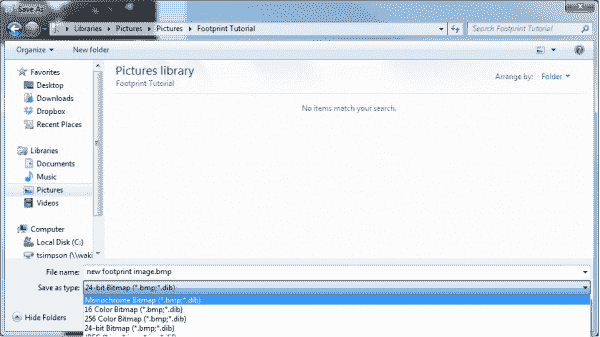 Save As
Libraries ▸ Pictures ▸ Pictures ▸ Footprint Tutorial
Search Footprint Tutorial
Organize New folder
Favorites
Desktop
Downloads
Dropbox
Recent Places
Libraries
Documents
Music
Pictures
Videos
Computer
Local Disk (C:)
tsimpson (\\waki
Pictures library
Footprint Tutorial
Arrange by: Folder
No items match your search.
File name: new footprint image.bmp
Save as type: 24-bit Bitmap (*.bmp;*.dib)
Monochrome Bitmap (*.bmp;*.dib)
16 Color Bitmap (*.bmp;*.dib)
256 Color Bitmap (*.bmp;*.dib)
24-bit Bitmap (*.bmp;*.dib)
Hide Folders